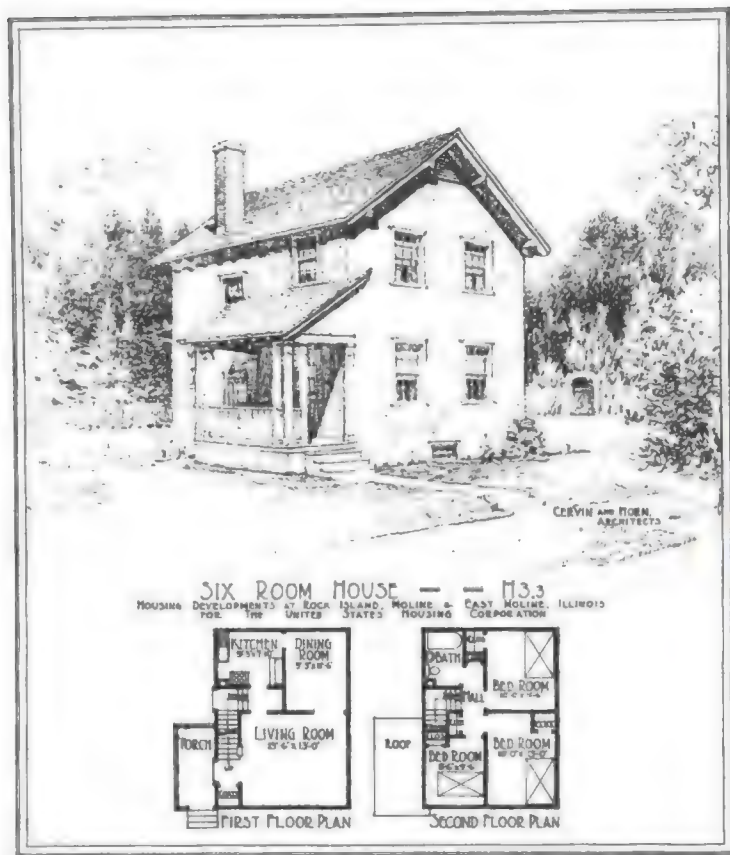 CERVIN AND HORN,
ARCHITECTS
SIX ROOM HOUSE — — H3.3
HOUSING DEVELOPMENTS AT ROCK ISLAND, MOLINE & EAST MOLINE, ILLINOIS
FOR THE UNITED STATES HOUSING CORPORATION
KITCHEN
DINING
ROOM
LIVING ROOM
PORCH
FIRST FLOOR PLAN
BATH
HALL
BED ROOM
ROOF
BED ROOM
BED ROOM
SECOND FLOOR PLAN